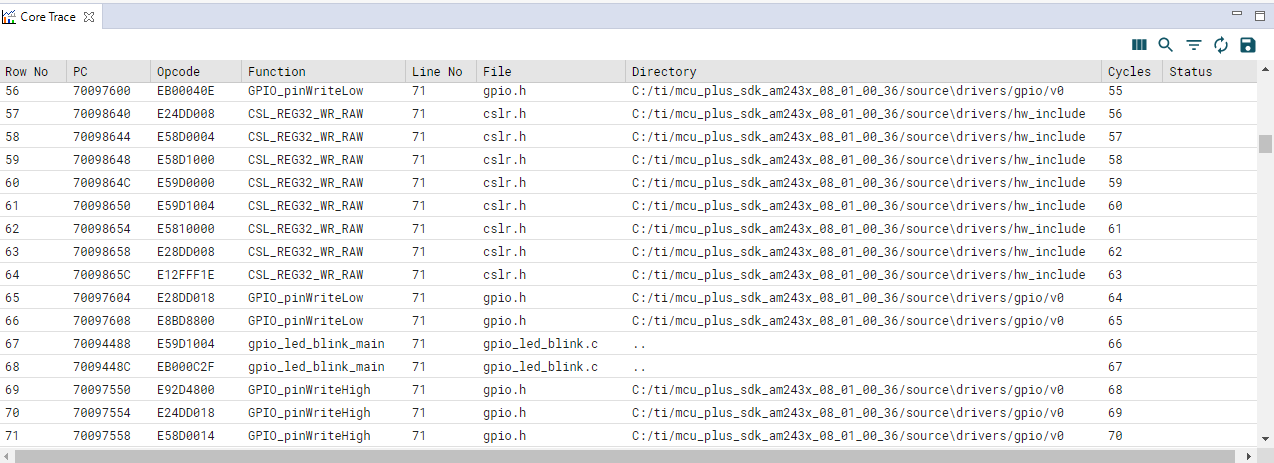 Core Trace
Row No PC Opcode Function Line No File Directory Cycles Status
56 70097600 EB00040E GPIO_pinWriteLow 71 gpio.h C:/ti/mcu_plus_sdk_am243x_08_01_00_36/source\drivers/gpio/v0 55
57 70098640 E24DD008 CSL_REG32_WR_RAW 71 cslr.h C:/ti/mcu_plus_sdk_am243x_08_01_00_36/source\drivers/hw_include 56
58 70098644 E58D0004 CSL_REG32_WR_RAW 71 cslr.h C:/ti/mcu_plus_sdk_am243x_08_01_00_36/source\drivers/hw_include 57
59 70098648 E58D1000 CSL_REG32_WR_RAW 71 cslr.h C:/ti/mcu_plus_sdk_am243x_08_01_00_36/source\drivers/hw_include 58
60 7009864C E59D0000 CSL_REG32_WR_RAW 71 cslr.h C:/ti/mcu_plus_sdk_am243x_08_01_00_36/source\drivers/hw_include 59
61 70098650 E59D1004 CSL_REG32_WR_RAW 71 cslr.h C:/ti/mcu_plus_sdk_am243x_08_01_00_36/source\drivers/hw_include 60
62 70098654 E5810000 CSL_REG32_WR_RAW 71 cslr.h C:/ti/mcu_plus_sdk_am243x_08_01_00_36/source\drivers/hw_include 61
63 70098658 E28DD008 CSL_REG32_WR_RAW 71 cslr.h C:/ti/mcu_plus_sdk_am243x_08_01_00_36/source\drivers/hw_include 62
64 7009865C E12FFF1E CSL_REG32_WR_RAW 71 cslr.h C:/ti/mcu_plus_sdk_am243x_08_01_00_36/source\drivers/hw_include 63
65 70097604 E28DD018 GPIO_pinWriteLow 71 gpio.h C:/ti/mcu_plus_sdk_am243x_08_01_00_36/source\drivers/gpio/v0 64
66 70097608 E8BD8800 GPIO_pinWriteLow 71 gpio.h C:/ti/mcu_plus_sdk_am243x_08_01_00_36/source\drivers/gpio/v0 65
67 70094488 E59D1004 gpio_led_blink_main 71 gpio_led_blink.c .. 66
68 7009448C EB000C2F gpio_led_blink_main 71 gpio_led_blink.c .. 67
69 70097550 E92D4800 GPIO_pinWriteHigh 71 gpio.h C:/ti/mcu_plus_sdk_am243x_08_01_00_36/source\drivers/gpio/v0 68
70 70097554 E24DD018 GPIO_pinWriteHigh 71 gpio.h C:/ti/mcu_plus_sdk_am243x_08_01_00_36/source\drivers/gpio/v0 69
71 70097558 E58D0014 GPIO_pinWriteHigh 71 gpio.h C:/ti/mcu_plus_sdk_am243x_08_01_00_36/source\drivers/gpio/v0 70